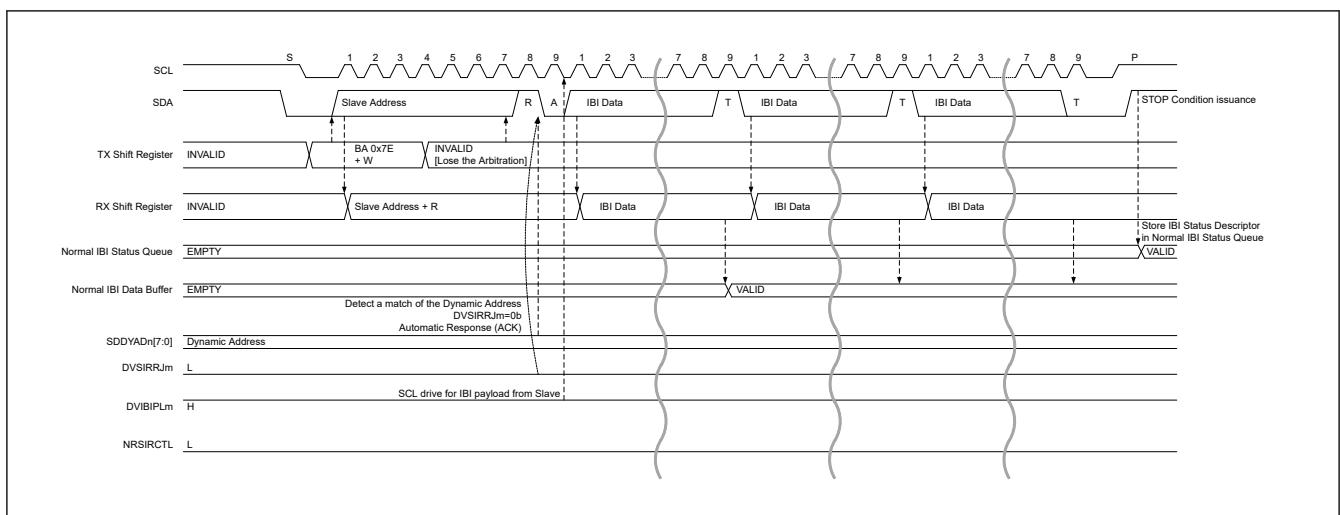 S 1 2 3 4 5 6 7 8 9 1 2 3 7 8 9 1 2 3 7 8 9 1 2 3 7 8 9 P
SCL
SDA Slave Address R A IBI Data T IBI Data T IBI Data T STOP Condition issuance
TX Shift Register INVALID BA 0x7E
+ W INVALID
[Lose the Arbitration]
RX Shift Register INVALID Slave Address + R IBI Data IBI Data IBI Data
Store IBI Status Descriptor
in Normal IBI Status Queue
Normal IBI Status Queue EMPTY VALID
Normal IBI Data Buffer EMPTY VALID
Detect a match of the Dynamic Address
DVSIRRJm=0b
Automatic Response (ACK)
SDDYADn[7:0] Dynamic Address
DVSIRRJm L
SCL drive for IBI payload from Slave
DVIBIPLm H
NRSIRCTL L